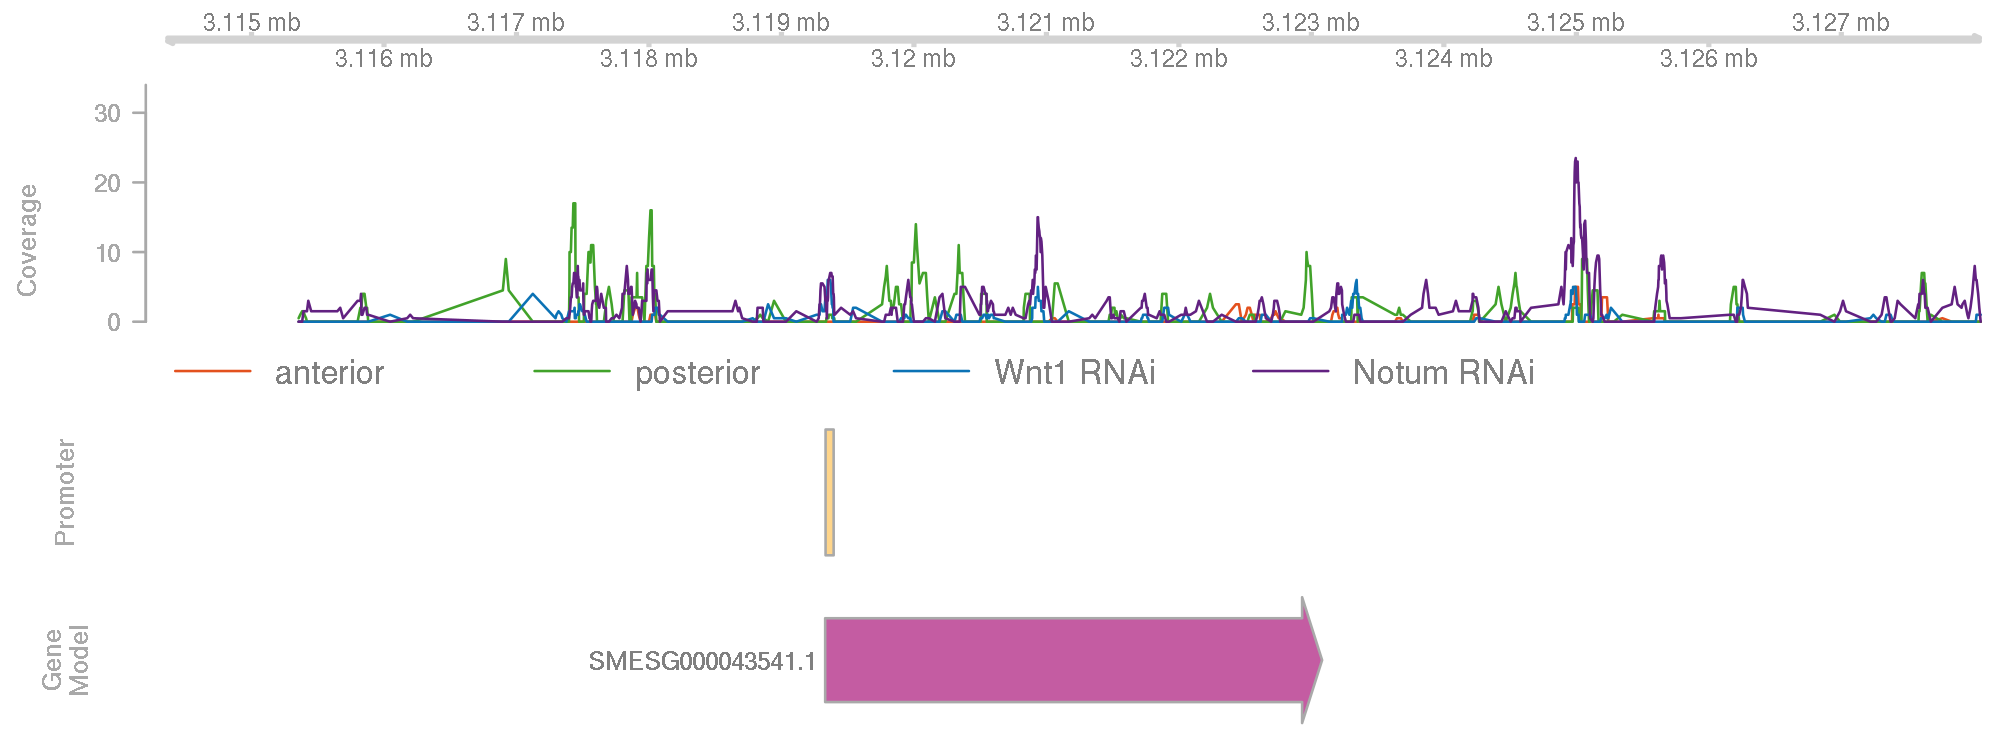 3.115 mb 3.117 mb 3.119 mb 3.121 mb 3.123 mb 3.125 mb 3.127 mb
3.116 mb 3.118 mb 3.12 mb 3.122 mb 3.124 mb 3.126 mb
Coverage
30
20
10
0
anterior posterior Wnt1 RNAi Notum RNAi
Promoter
Gene
Model
SMESG000043541.1